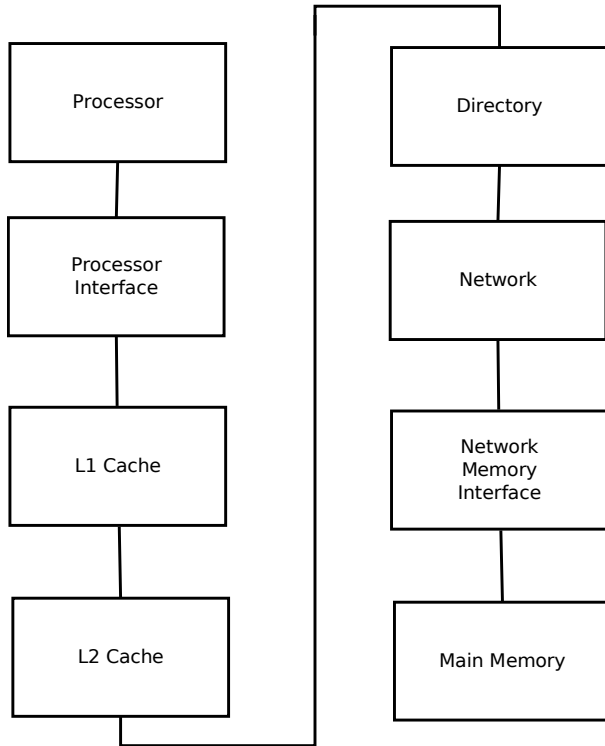 Processor
Processor
Interface
L1 Cache
L2 Cache
Directory
Network
Network
Memory
Interface
Main Memory